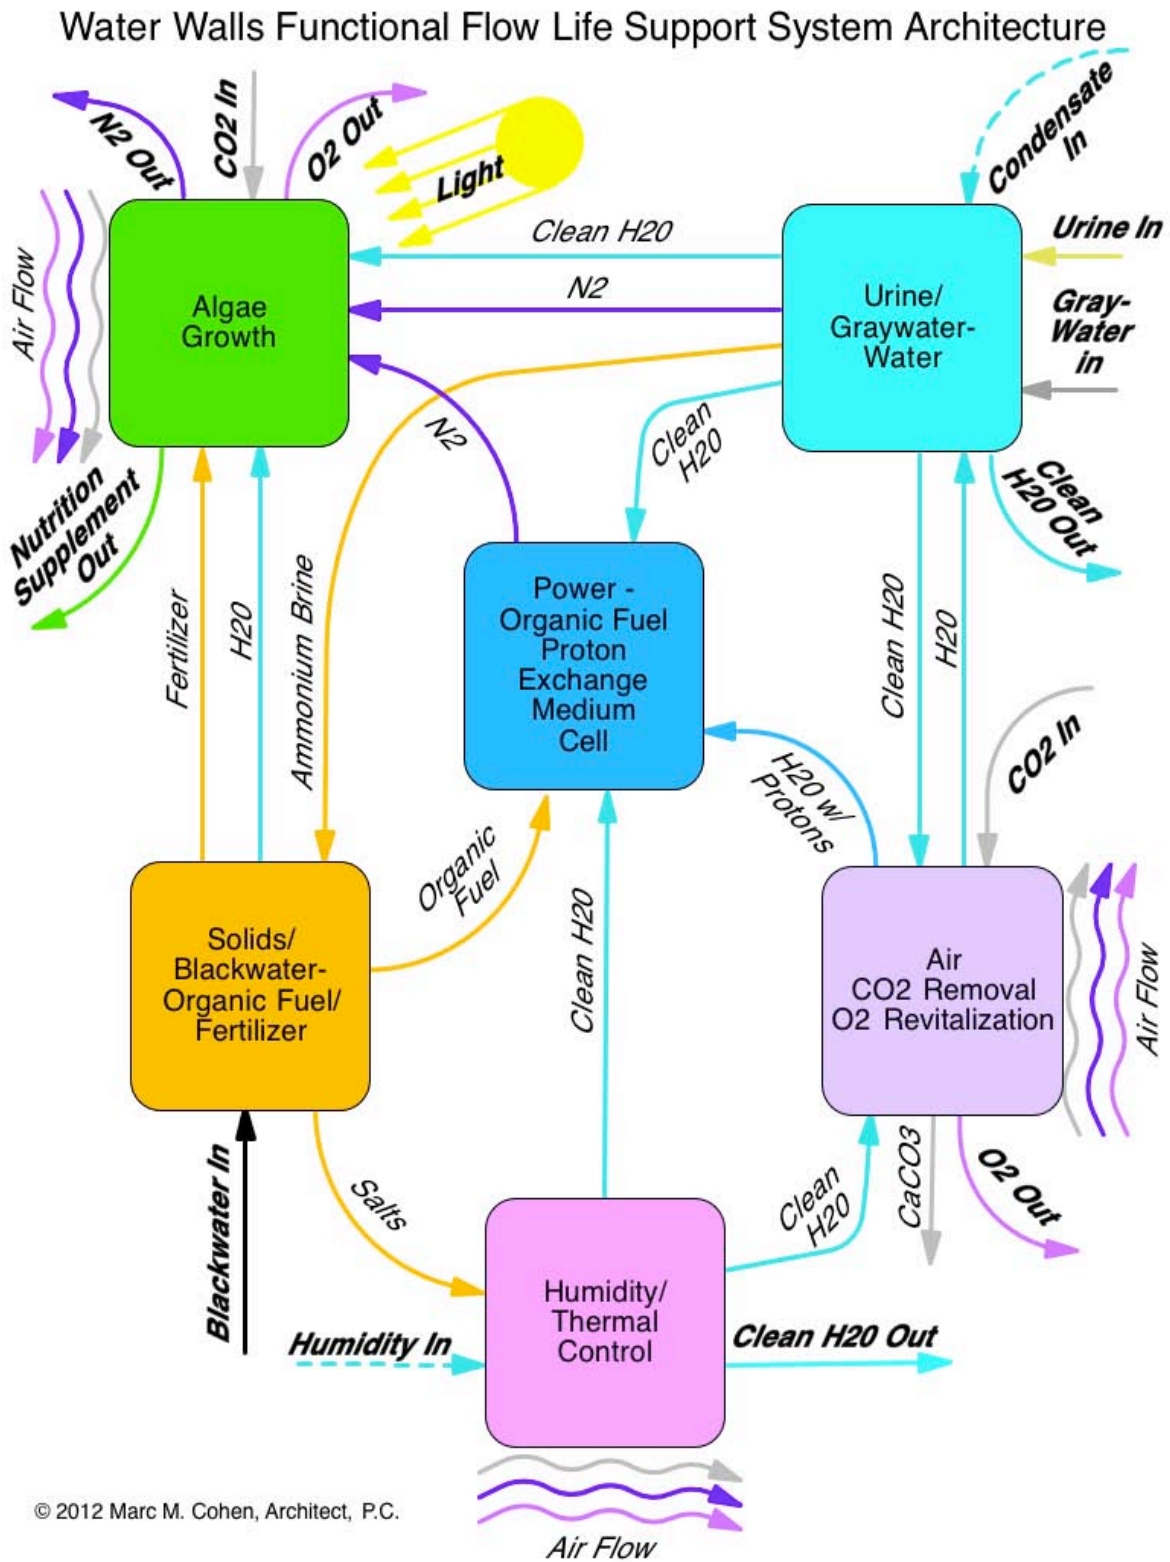 Water Walls Functional Flow Life Support System Architecture
N2 Out
CO2 In
O2 Out
Light
Condensate
In
Air Flow
Algae
Growth
Clean H20
N2
Urine/
Graywater-
Water
Urine In
Gray-
Water
in
N2
Clean
H20
Nutrition
Supplement
Out
Fertilizer
H20
Ammonium Brine
Power -
Organic Fuel
Proton
Exchange
Medium
Cell
Clean H20
H20
Clean
H20 Out
CO2 In
H20 w/
Protons
Organic
Fuel
Clean H20
Solids/
Blackwater-
Organic Fuel/
Fertilizer
Air
CO2 Removal
O2 Revitalization
Air Flow
Blackwater In
Salts
Clean
H20
CaCO3
O2 Out
Humidity/
Thermal
Control
Humidity In
Clean H20 Out
Air Flow
© 2012 Marc M. Cohen, Architect, P.C.